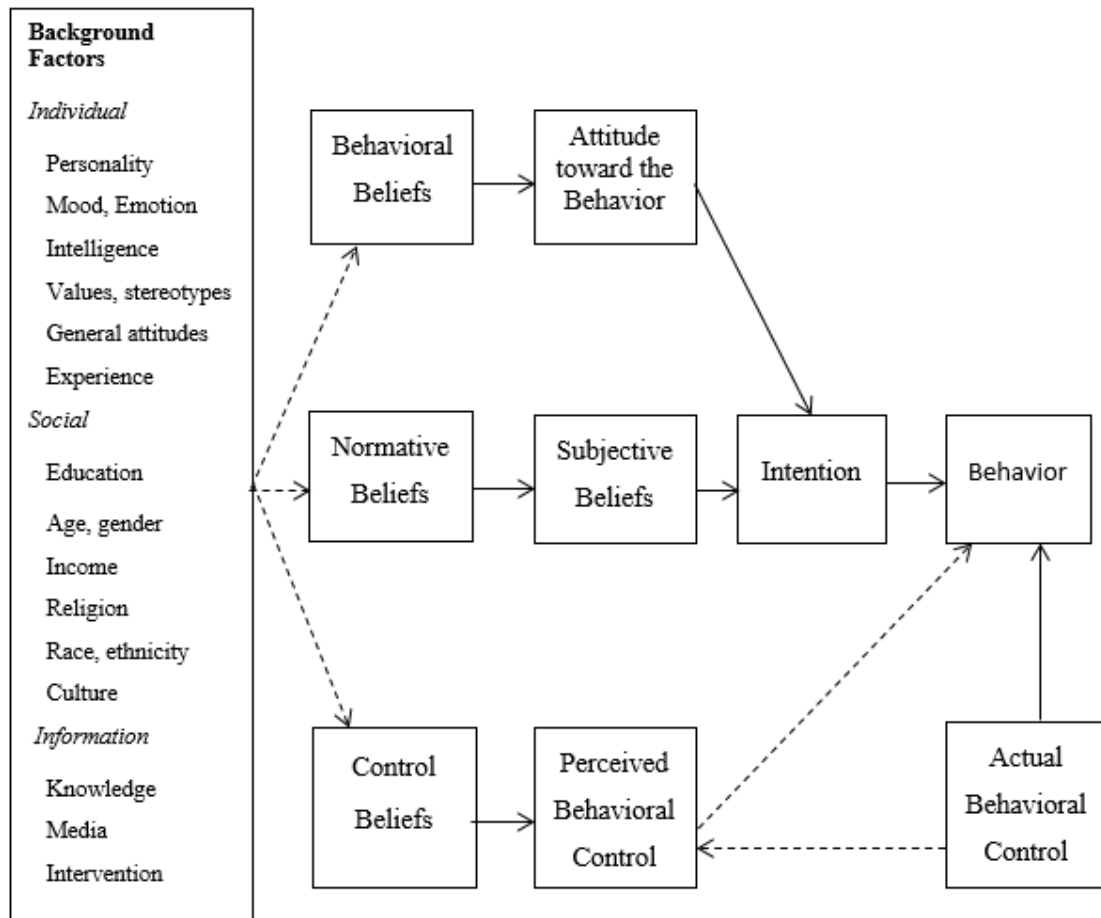 Background
Factors
Individual
Personality
Mood, Emotion
Intelligence
Values, stereotypes
General attitudes
Experience
Social
Education
Age, gender
Income
Religion
Race, ethnicity
Culture
Information
Knowledge
Media
Intervention
Behavioral
Beliefs
Attitude
toward the
Behavior
Normative
Beliefs
Subjective
Beliefs
Intention
Behavior
Control
Beliefs
Perceived
Behavioral
Control
Actual
Behavioral
Control